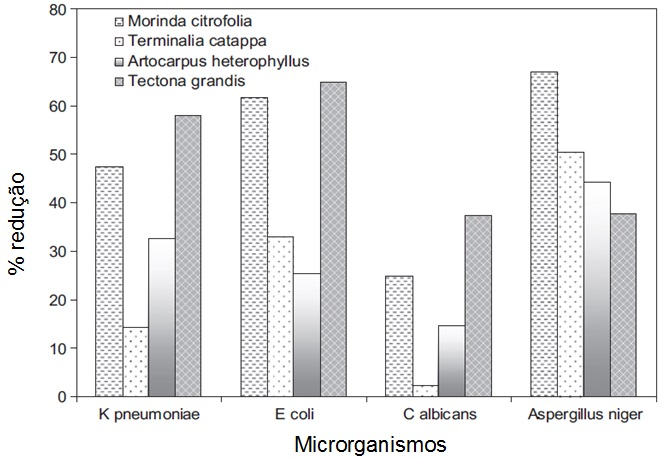 80
70
60
50
40
30
20
10
0
% redução
Morinda citrofolia
Terminalia catappa
Artocarpus heterophyllus
Tectona grandis
K pneumoniae
E coli
C albicans
Aspergillus niger
Microrganismos